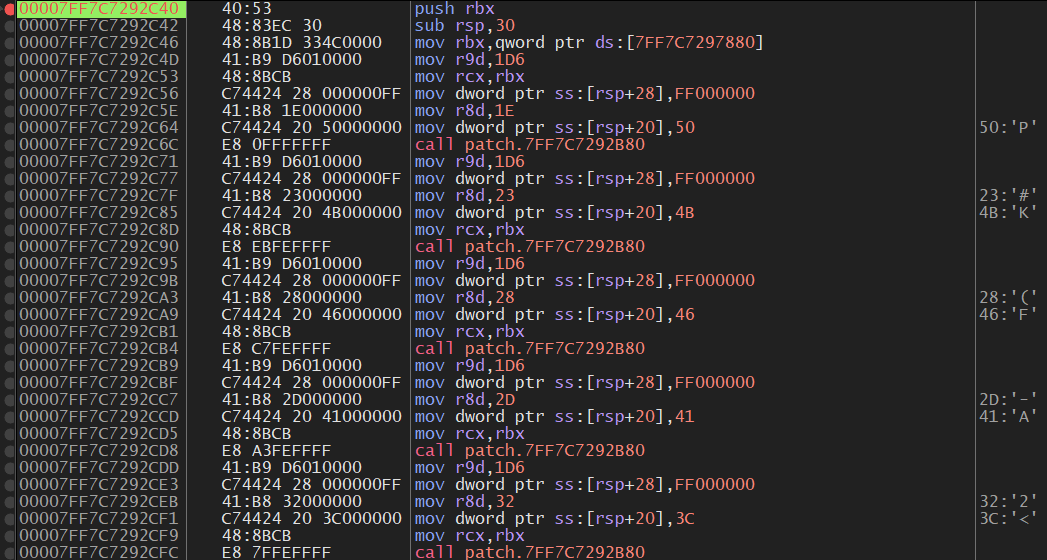 00007FF7C7292C40 40:53 push rbx
00007FF7C7292C42 48:83EC 30 sub rsp,30
00007FF7C7292C46 48:8B1D 334C0000 mov rbx,qword ptr ds:[7FF7C7297880]
00007FF7C7292C4D 41:B9 D6010000 mov r9d,1D6
00007FF7C7292C53 48:8BCB mov rcx,rbx
00007FF7C7292C56 C74424 28 000000FF mov dword ptr ss:[rsp+28],FF000000
00007FF7C7292C5E 41:B8 1E000000 mov r8d,1E
00007FF7C7292C64 C74424 20 50000000 mov dword ptr ss:[rsp+20],50 50:'P'
00007FF7C7292C6C E8 0FFFFFFF call patch.7FF7C7292B80
00007FF7C7292C71 41:B9 D6010000 mov r9d,1D6
00007FF7C7292C77 C74424 28 000000FF mov dword ptr ss:[rsp+28],FF000000
00007FF7C7292C7F 41:B8 23000000 mov r8d,23 23:'#'
00007FF7C7292C85 C74424 20 4B000000 mov dword ptr ss:[rsp+20],4B 4B:'K'
00007FF7C7292C8D 48:8BCB mov rcx,rbx
00007FF7C7292C90 E8 EBFEFFFF call patch.7FF7C7292B80
00007FF7C7292C95 41:B9 D6010000 mov r9d,1D6
00007FF7C7292C9B C74424 28 000000FF mov dword ptr ss:[rsp+28],FF000000
00007FF7C7292CA3 41:B8 28000000 mov r8d,28 28:'('
00007FF7C7292CA9 C74424 20 46000000 mov dword ptr ss:[rsp+20],46 46:'F'
00007FF7C7292CB1 48:8BCB mov rcx,rbx
00007FF7C7292CB4 E8 C7FEFFFF call patch.7FF7C7292B80
00007FF7C7292CB9 41:B9 D6010000 mov r9d,1D6
00007FF7C7292CBF C74424 28 000000FF mov dword ptr ss:[rsp+28],FF000000
00007FF7C7292CC7 41:B8 2D000000 mov r8d,2D 2D:'-'
00007FF7C7292CCD C74424 20 41000000 mov dword ptr ss:[rsp+20],41 41:'A'
00007FF7C7292CD5 48:8BCB mov rcx,rbx
00007FF7C7292CD8 E8 A3FEFFFF call patch.7FF7C7292B80
00007FF7C7292CDD 41:B9 D6010000 mov r9d,1D6
00007FF7C7292CE3 C74424 28 000000FF mov dword ptr ss:[rsp+28],FF000000
00007FF7C7292CEB 41:B8 32000000 mov r8d,32 32:'2'
00007FF7C7292CF1 C74424 20 3C000000 mov dword ptr ss:[rsp+20],3C 3C:'<'
00007FF7C7292CF9 48:8BCB mov rcx,rbx
00007FF7C7292CFC E8 7FFEFFFF call patch.7FF7C7292B80